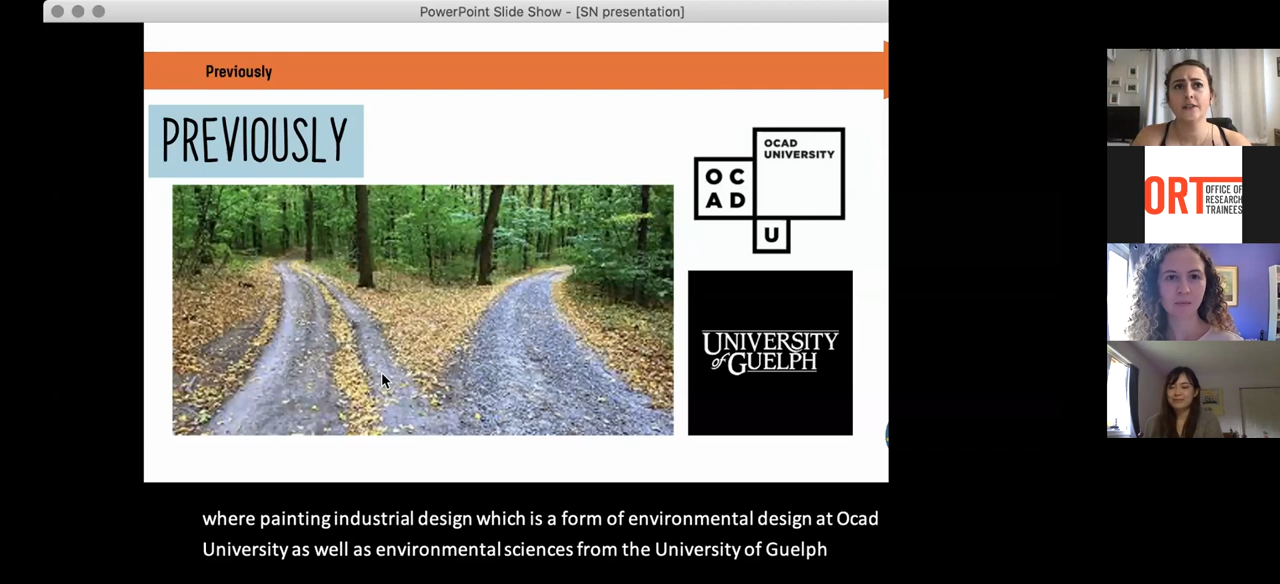 PowerPoint Slide Show - [SN presentation]
Previously
PREVIOUSLY
OCAD
UNIVERSITY
OC
AD
U
UNIVERSITY
of GUELPH
ORT OFFICE OF
RESEARCH
TRAINEES
where painting industrial design which is a form of environmental design at Ocad
University as well as environmental sciences from the University of Guelph